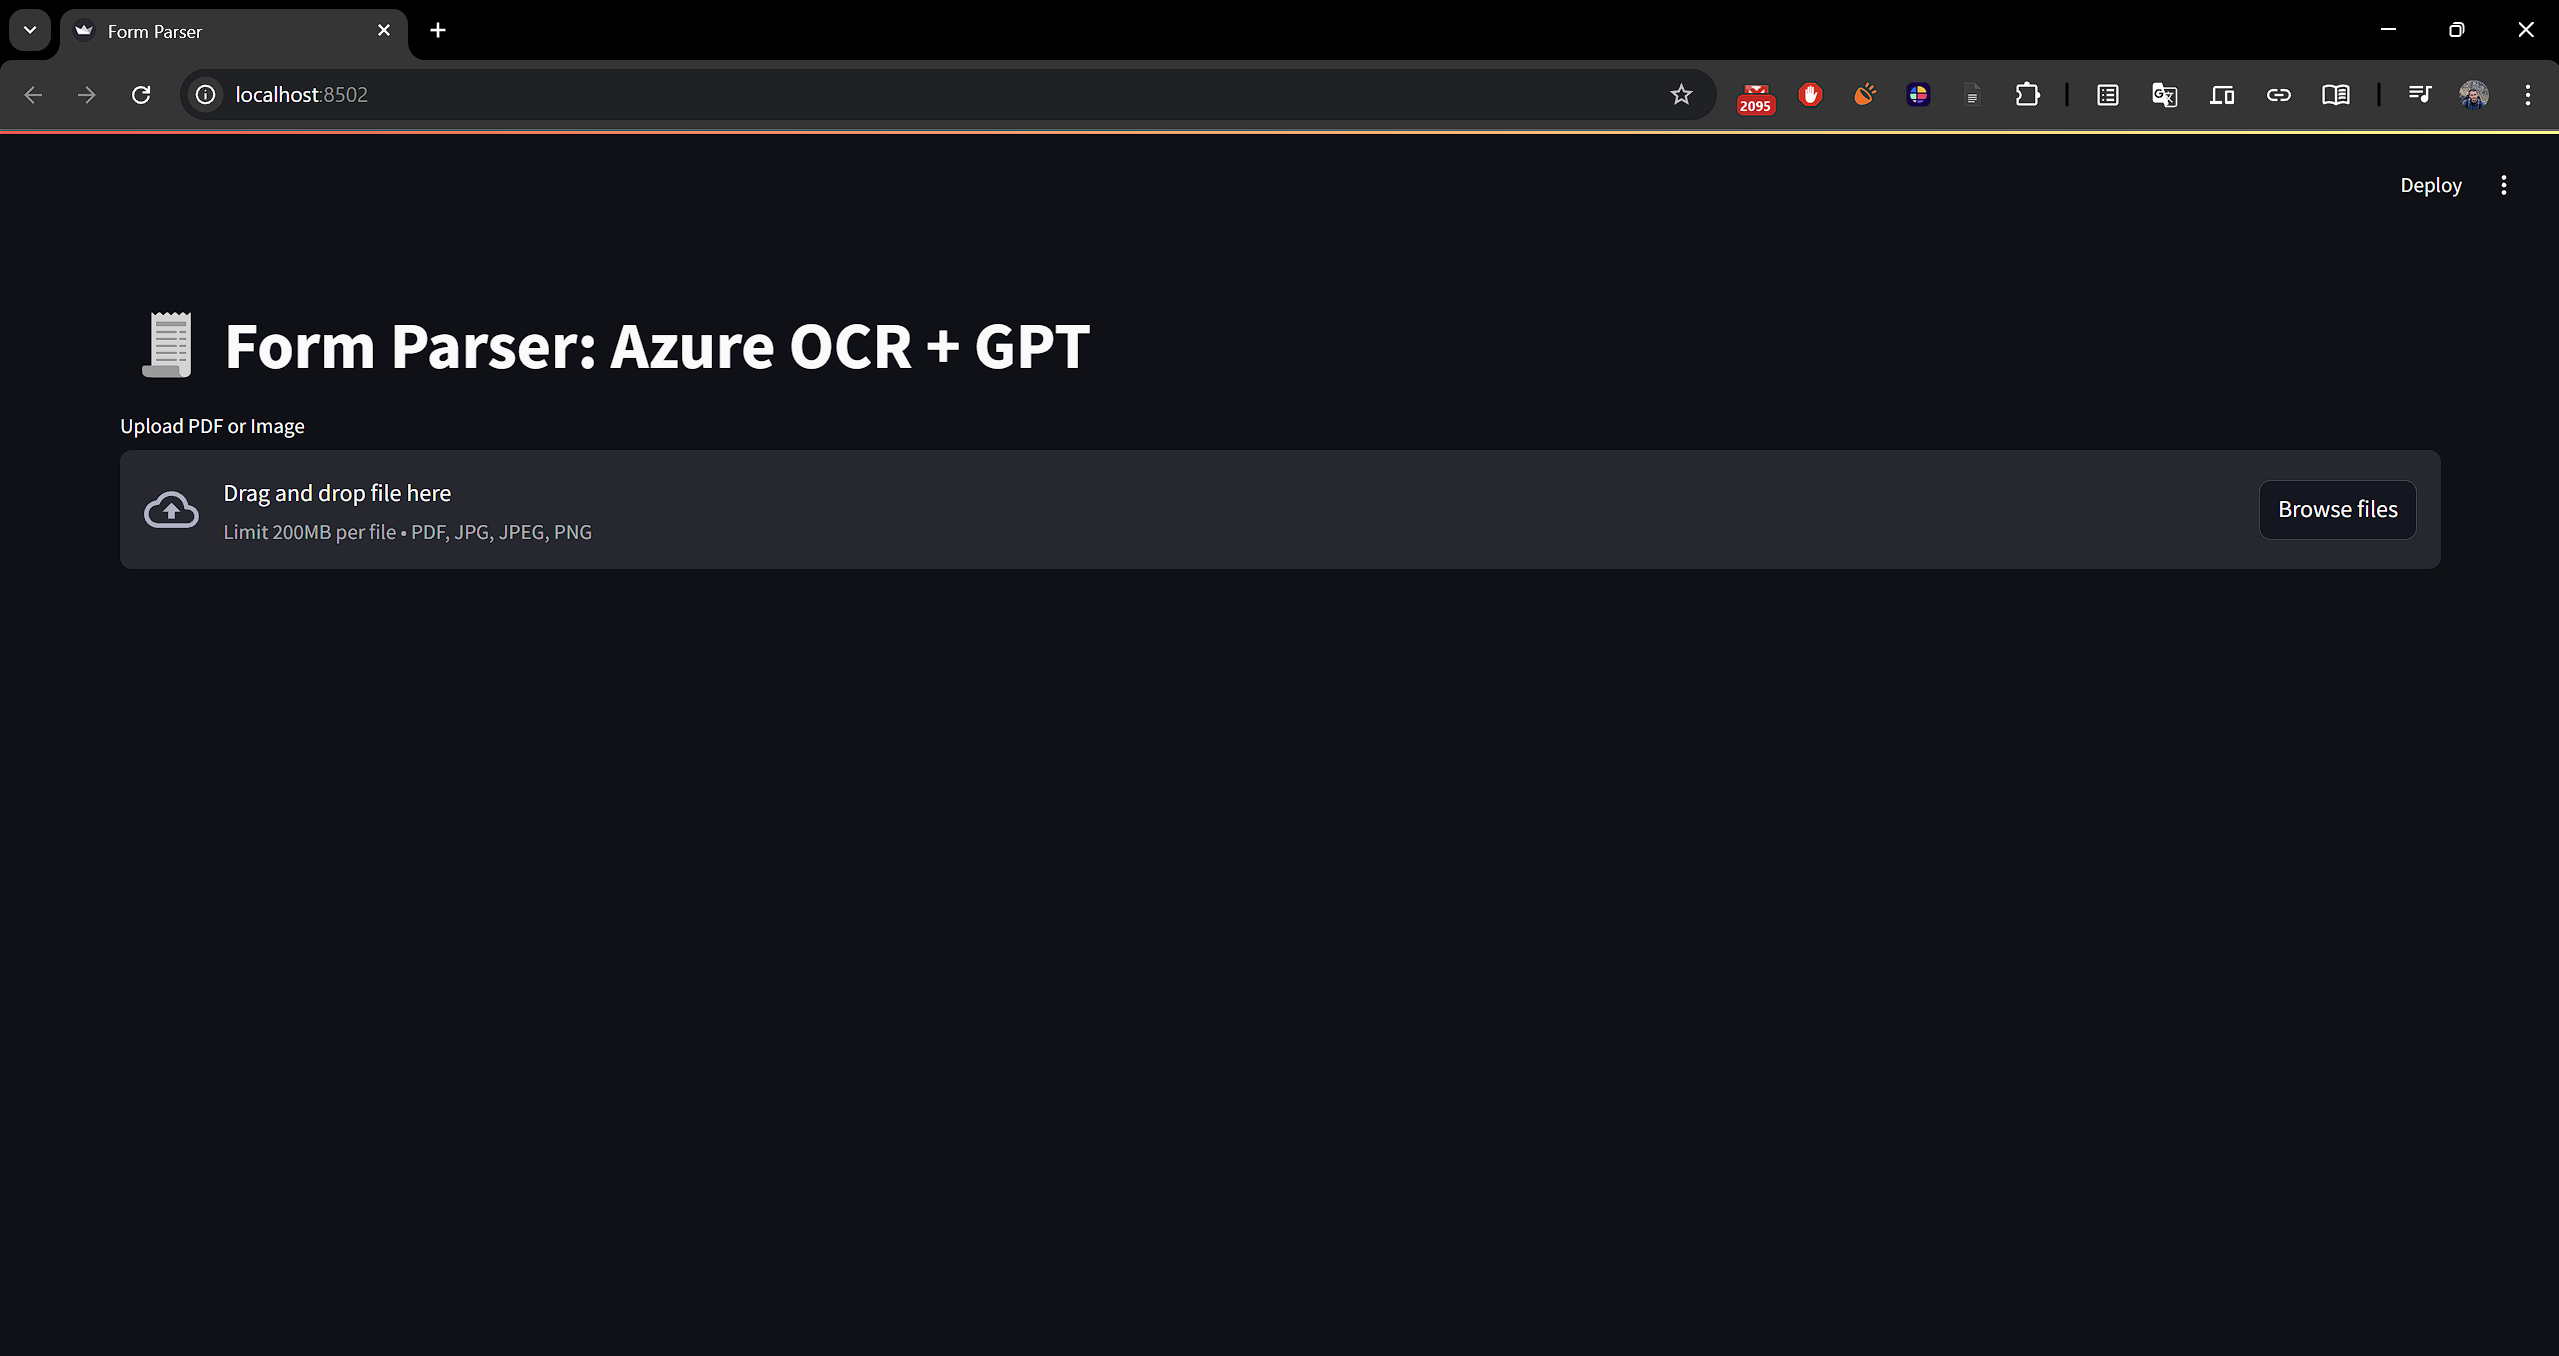 Form Parser
localhost:8502
2095
Deploy
Form Parser: Azure OCR + GPT
Upload PDF or Image
Drag and drop file here
Limit 200MB per file • PDF, JPG, JPEG, PNG
Browse files